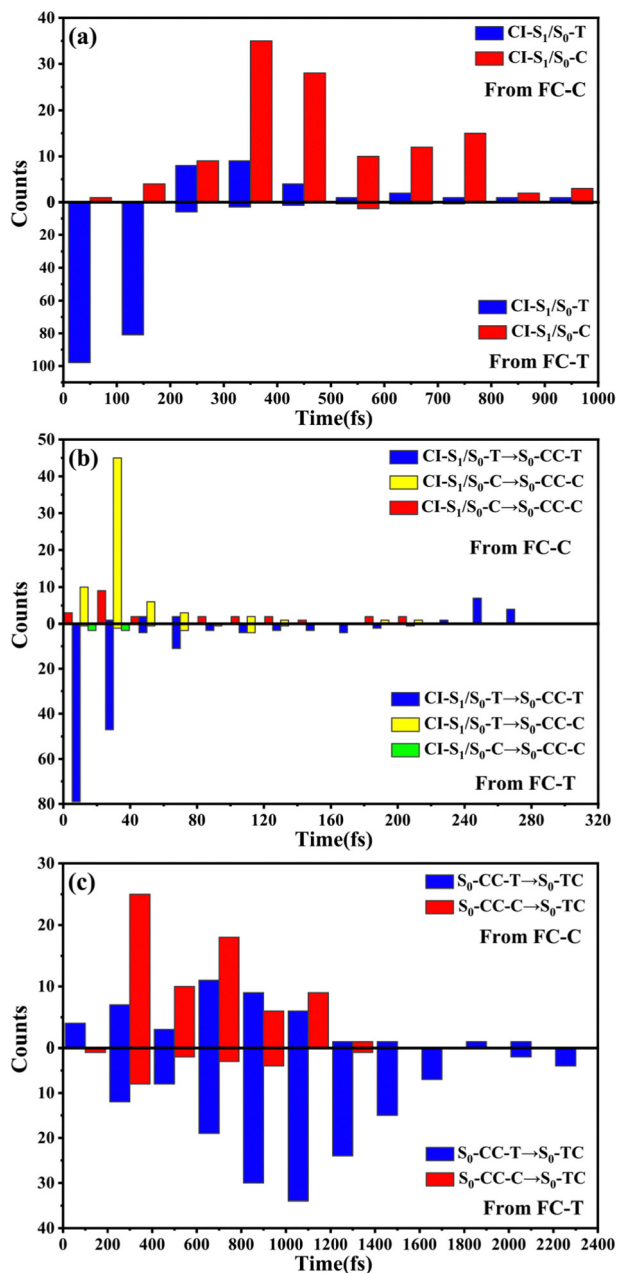 (a)
CI-S₁/S₀-T
CI-S₁/S₀-C
From FC-C
40
30
20
10
0
20
40
60
80
100
Counts
CI-S₁/S₀-T
CI-S₁/S₀-C
From FC-T
0 100 200 300 400 500 600 700 800 900 1000
Time(fs)
(b)
CI-S₁/S₀-T→S₀-CC-T
CI-S₁/S₀-C→S₀-CC-C
CI-S₁/S₀-C→S₀-CC-C
From FC-C
50
40
30
20
10
0
20
40
60
80
Counts
CI-S₁/S₀-T→S₀-CC-T
CI-S₁/S₀-T→S₀-CC-C
CI-S₁/S₀-C→S₀-CC-C
From FC-T
0 40 80 120 160 200 240 280 320
Time(fs)
(c)
S₀-CC-T→S₀-TC
S₀-CC-C→S₀-TC
From FC-C
30
20
10
0
10
20
30
40
Counts
S₀-CC-T→S₀-TC
S₀-CC-C→S₀-TC
From FC-T
0 200 400 600 800 1000 1200 1400 1600 1800 2000 2200 2400
Time(fs)